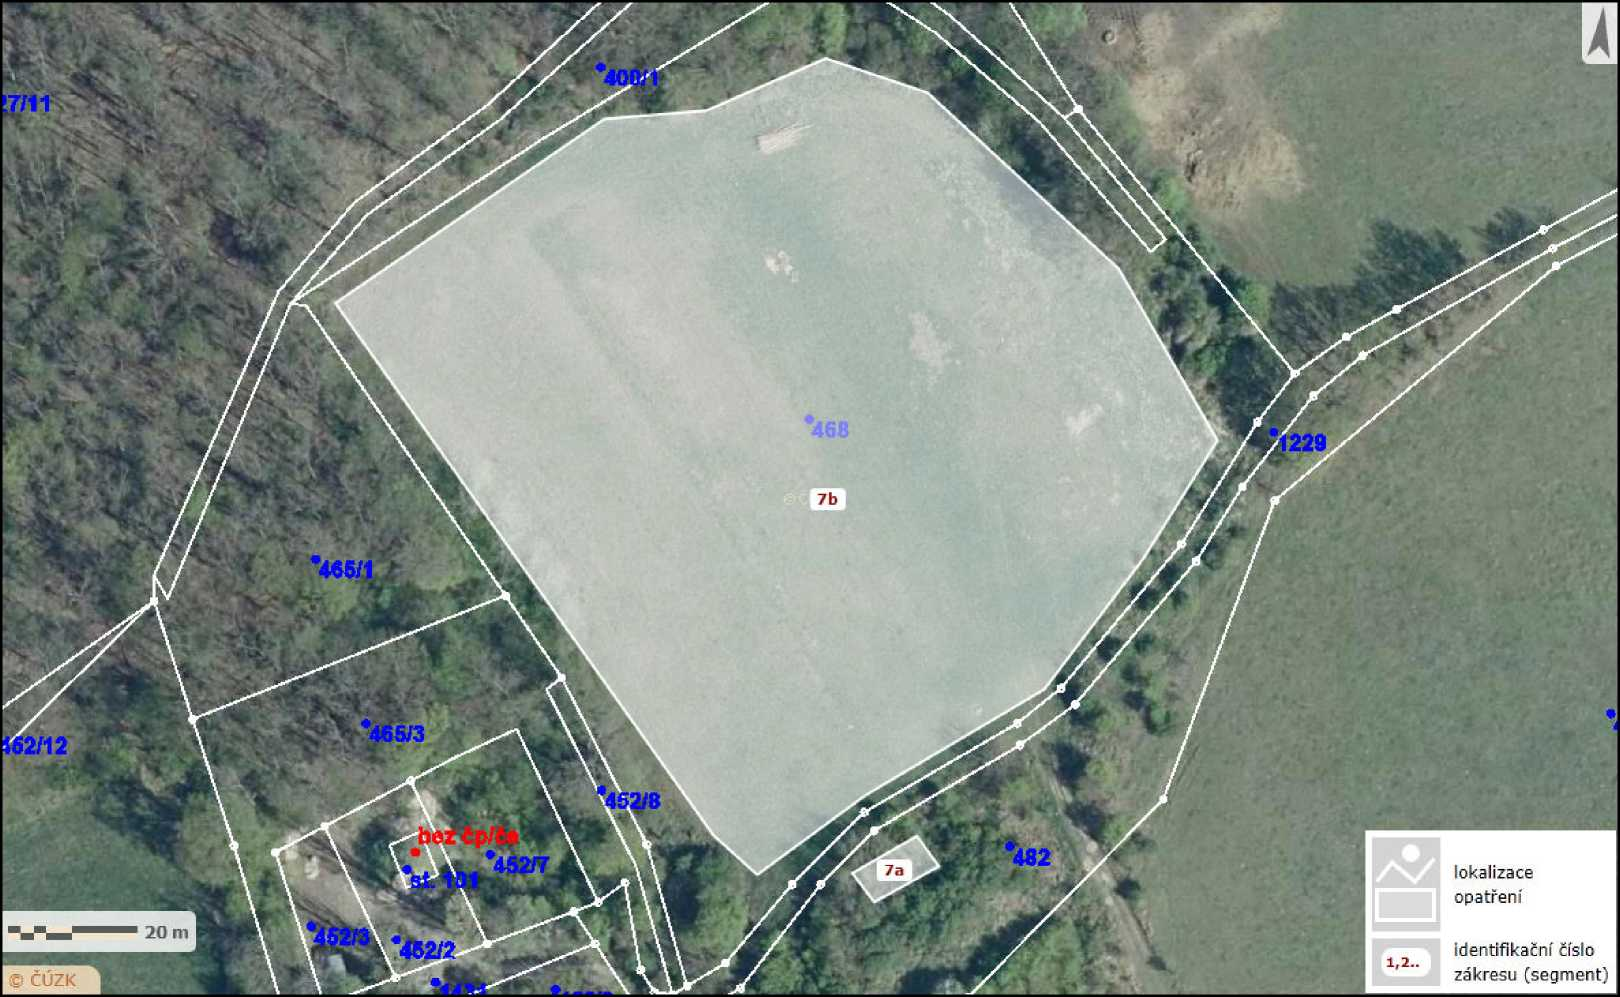 400/1
27/11
468
1229
7b
465/1
465/3
452/12
452/8
bez čp/če
482
452/7
7a
st. 101
lokalizace
opatření
20 m
452/3
452/2
identifikační číslo
zákresu (segment)
1,2..
© ČÚZK